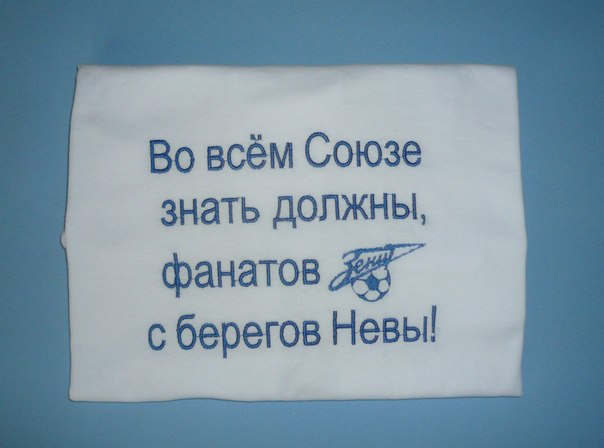 Во всём Союзе
знать должны,
фанатов Зенит
с берегов Невы!